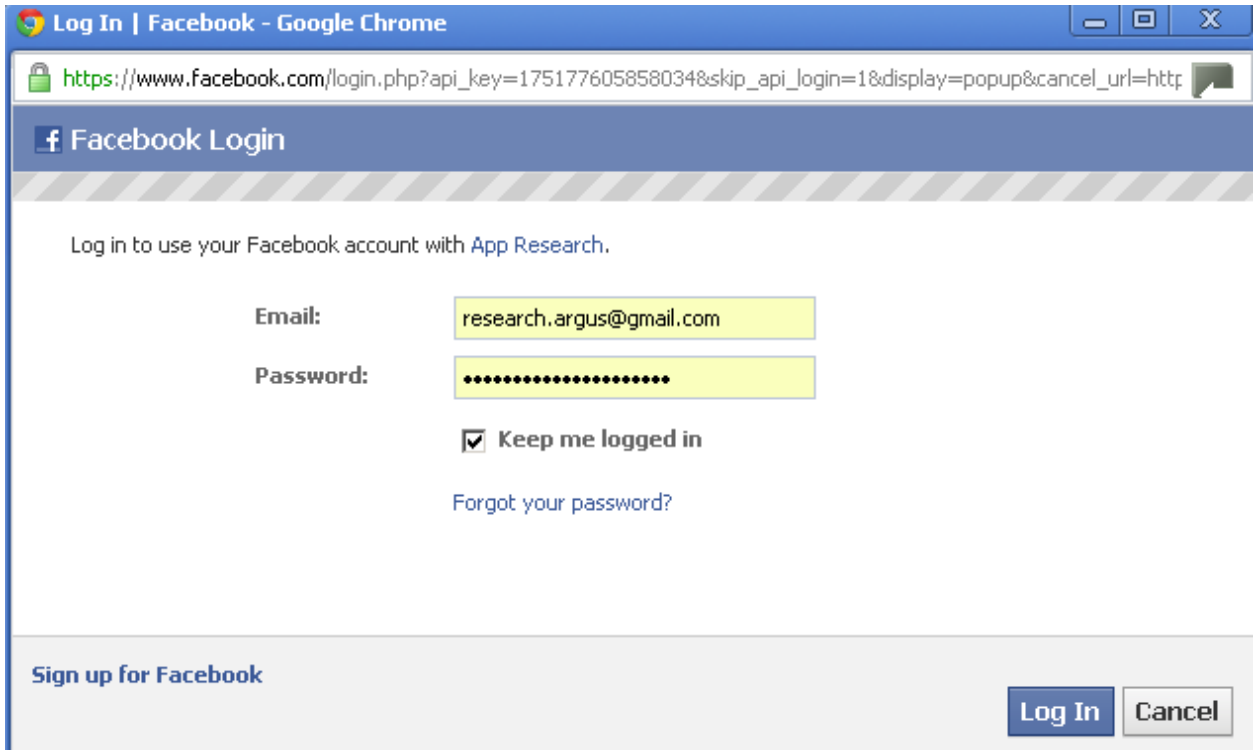 Log In | Facebook - Google Chrome
https://www.facebook.com/login.php?api_key=175177605858034&skip_api_login=1&display=popup&cancel_url=http
f Facebook Login
Log in to use your Facebook account with App Research.
Email: research.argus@gmail.com
Password: •••••••••••••••••••••
Keep me logged in
Forgot your password?
Sign up for Facebook
Log In Cancel